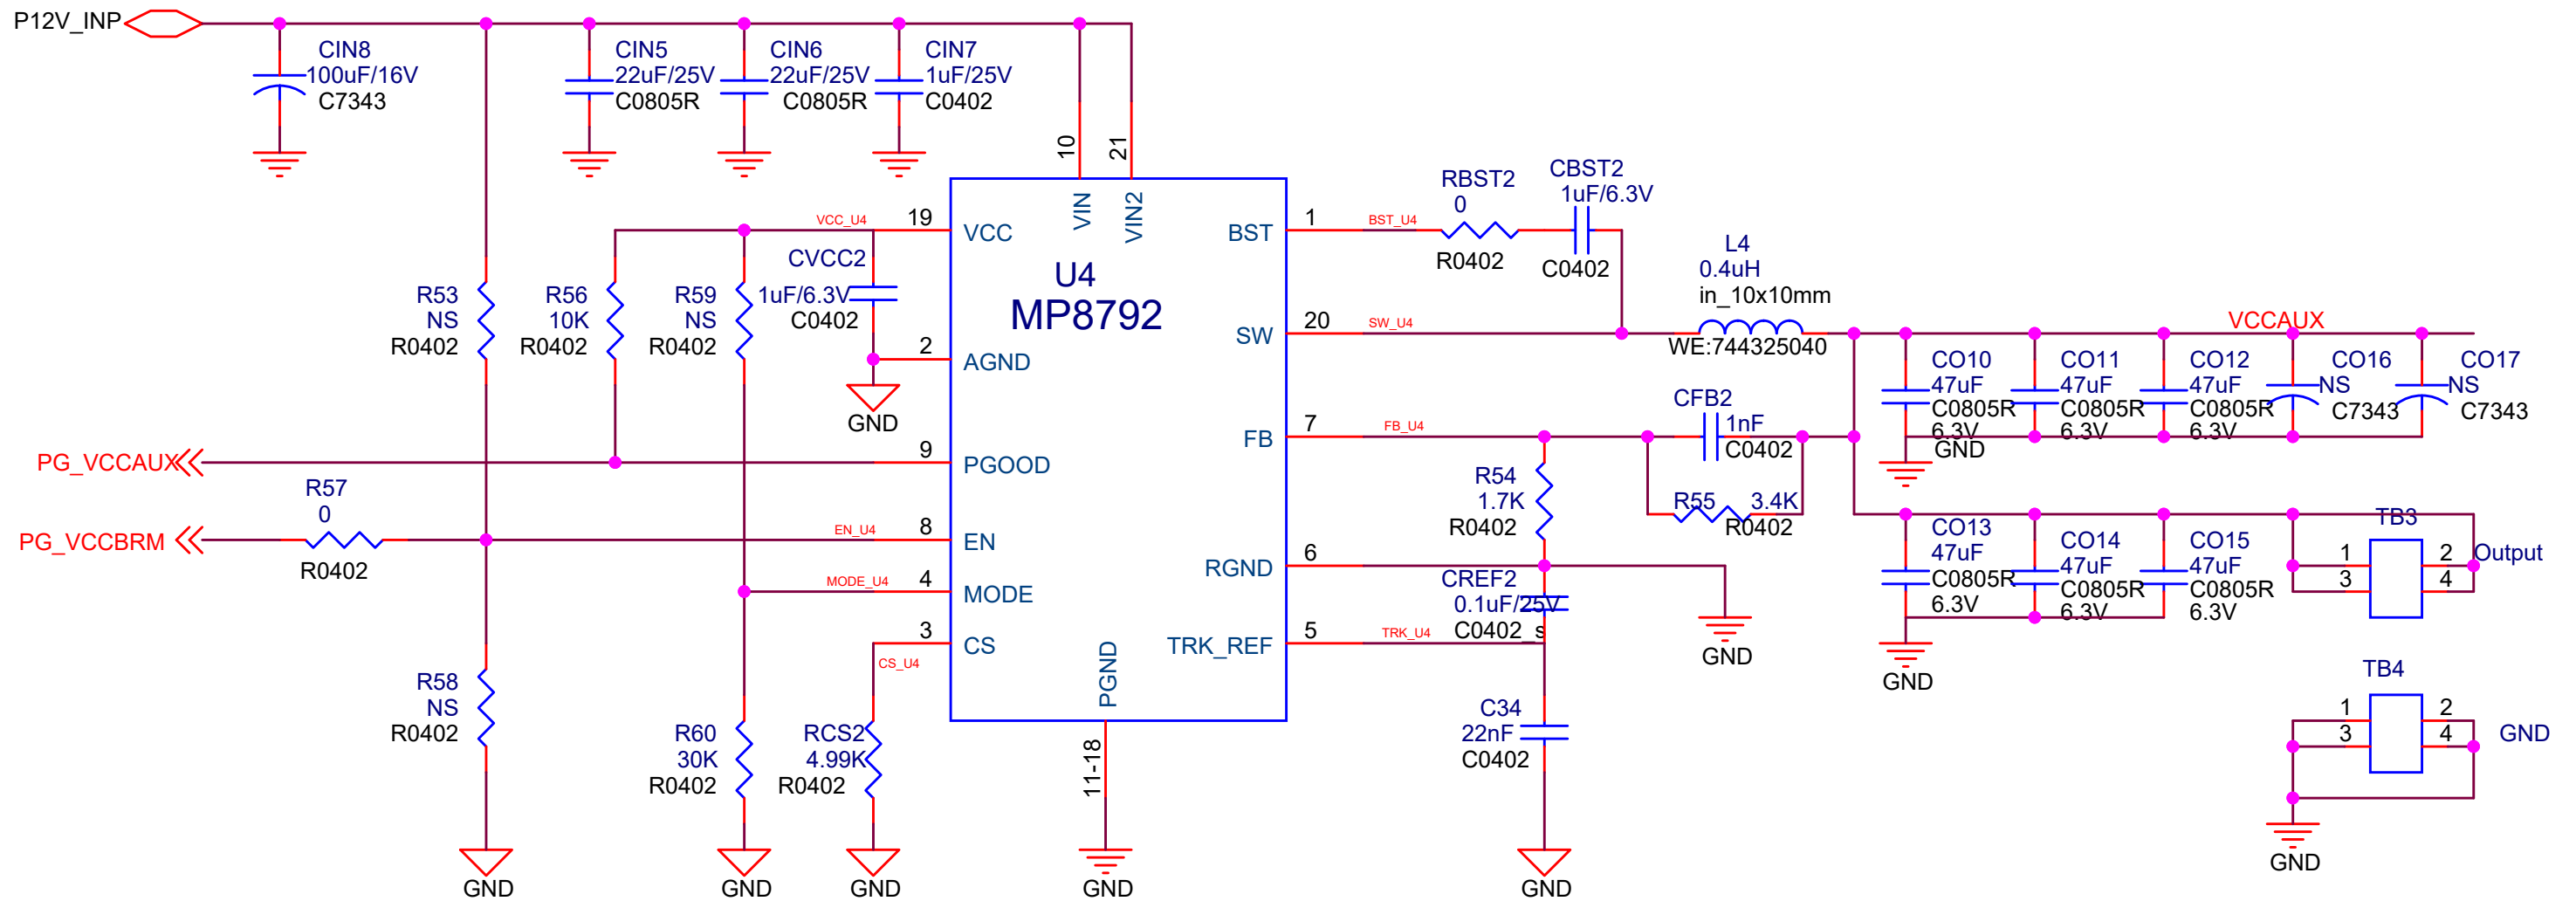 P12V_INP
CIN8
100uF/16V
C7343
CIN5
22uF/25V
C0805R
CIN6
22uF/25V
C0805R
CIN7
1uF/25V
C0402
10
21
VIN
VIN2
VCC_U4
19
VCC
CVCC2
1uF/6.3V
C0402
U4
MP8792
R53
NS
R0402
R56
10K
R0402
R59
NS
R0402
2
AGND
GND
PG_VCCAUX
9
PGOOD
R57
0
R0402
PG_VCCBRM
EN_U4
8
EN
MODE_U4
4
MODE
3
CS
CS_U4
R58
NS
R0402
R60
30K
R0402
RCS2
4.99K
R0402
PGND
11-18
GND
GND
GND
GND
BST
1
BST_U4
RBST2
0
R0402
CBST2
1uF/6.3V
C0402
SW
20
SW_U4
L4
0.4uH
in_10x10mm
WE:744325040
VCCAUX
FB
7
FB_U4
CFB2
1nF
C0402
R54
1.7K
R0402
R55
3.4K
R0402
RGND
6
CREF2
0.1uF/25V
C0402_s
TRK_REF
5
TRK_U4
GND
C34
22nF
C0402
GND
CO10
47uF
C0805R
6.3V
GND
CO11
47uF
C0805R
6.3V
CO12
47uF
C0805R
6.3V
CO16
NS
C7343
CO17
NS
C7343
CO13
47uF
C0805R
6.3V
GND
CO14
47uF
C0805R
6.3V
CO15
47uF
C0805R
6.3V
TB3
1
2
3
4
Output
TB4
1
2
3
4
GND
GND